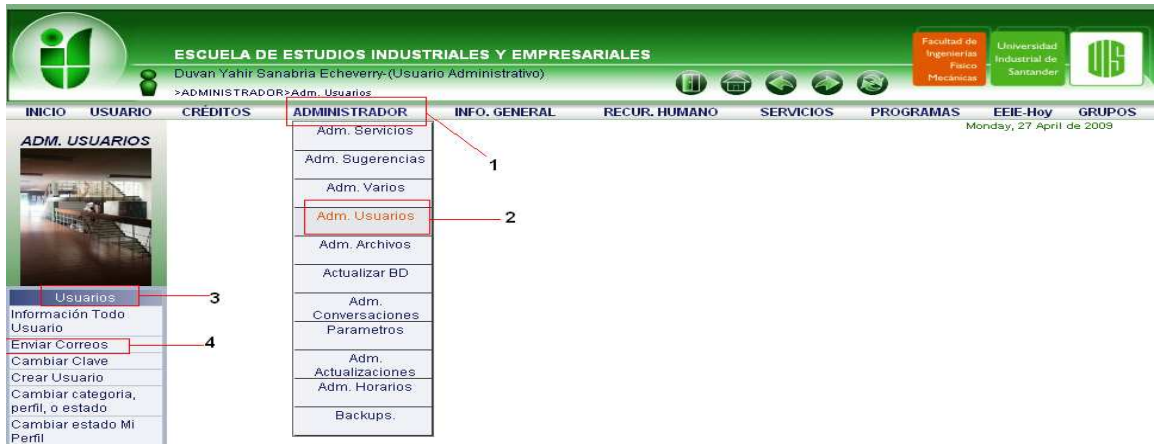 ESCUELA DE ESTUDIOS INDUSTRIALES Y EMPRESARIALES
Duvan Yahir Sanabria Echeverry-(Usuario Administrativo)
>ADMINISTRADOR>Adm. Usuarios
Facultad de
Ingenierías
Físico
Mecánicas
Universidad
Industrial de
Santander
UIS
INICIO USUARIO CRÉDITOS ADMINISTRADOR INFO. GENERAL RECUR. HUMANO SERVICIOS PROGRAMAS EEIE-Hoy GRUPOS
Monday, 27 April de 2009
ADM. USUARIOS
Adm. Servicios
Adm. Sugerencias
1
Adm. Varios
Adm. Usuarios
2
Adm. Archivos
Actualizar BD
Adm.
Conversaciones
Parametros
Adm.
Actualizaciones
Adm. Horarios
Backups.
Usuarios
3
Información Todo
Usuario
Enviar Correos
4
Cambiar Clave
Crear Usuario
Cambiar categoria,
perfil, o estado
Cambiar estado Mi
Perfil